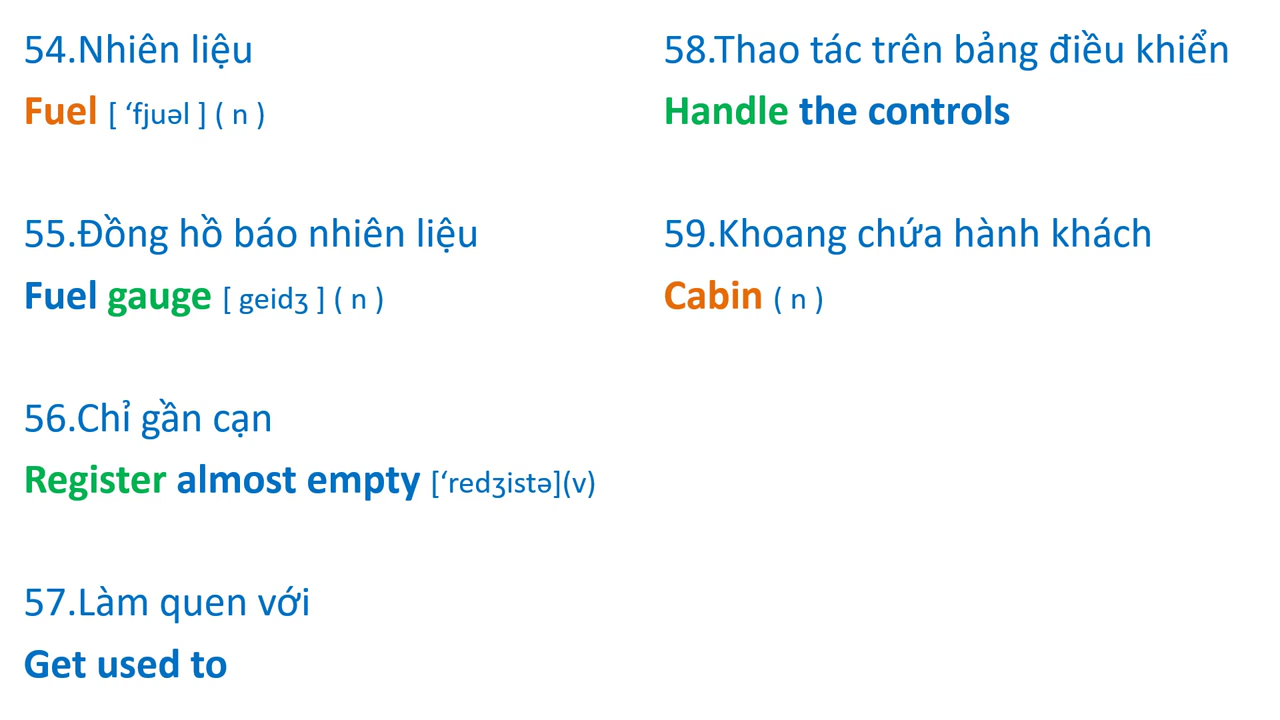 54.Nhiên liệu
Fuel [ ‘fjuəl ] ( n )
55.Đồng hồ báo nhiên liệu
Fuel gauge [ geidʒ ] ( n )
56.Chỉ gần cạn
Register almost empty [‘redʒistə](v)
57.Làm quen với
Get used to
58.Thao tác trên bảng điều khiển
Handle the controls
59.Khoang chứa hành khách
Cabin ( n )